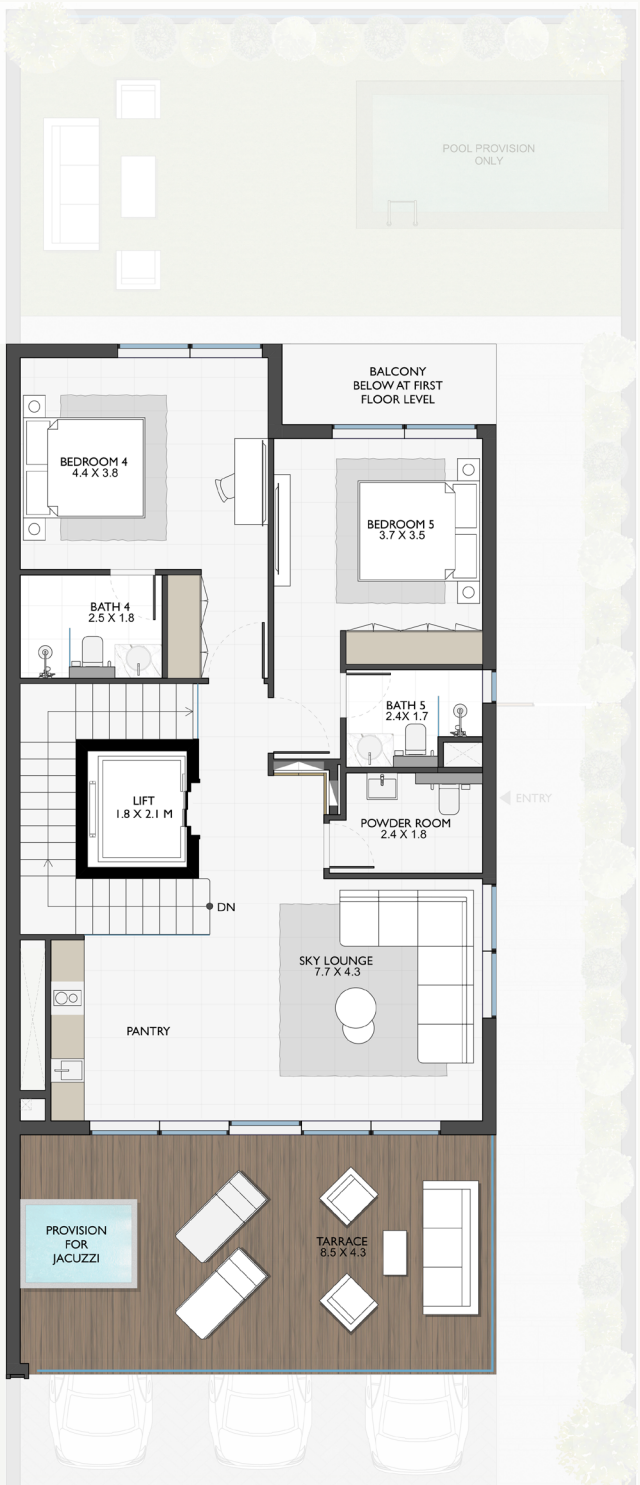 POOL PROVISION
ONLY
BALCONY
BELOW AT FIRST
FLOOR LEVEL
BEDROOM 4
4.4 X 3.8
BEDROOM 5
3.7 X 3.5
BATH 4
2.5 X 1.8
BATH 5
2.4X 1.7
LIFT
1.8 X 2.1 M
ENTRY
POWDER ROOM
2.4 X 1.8
DN
SKY LOUNGE
7.7 X 4.3
PANTRY
PROVISION
FOR
JACUZZI
TARRACE
8.5 X 4.3